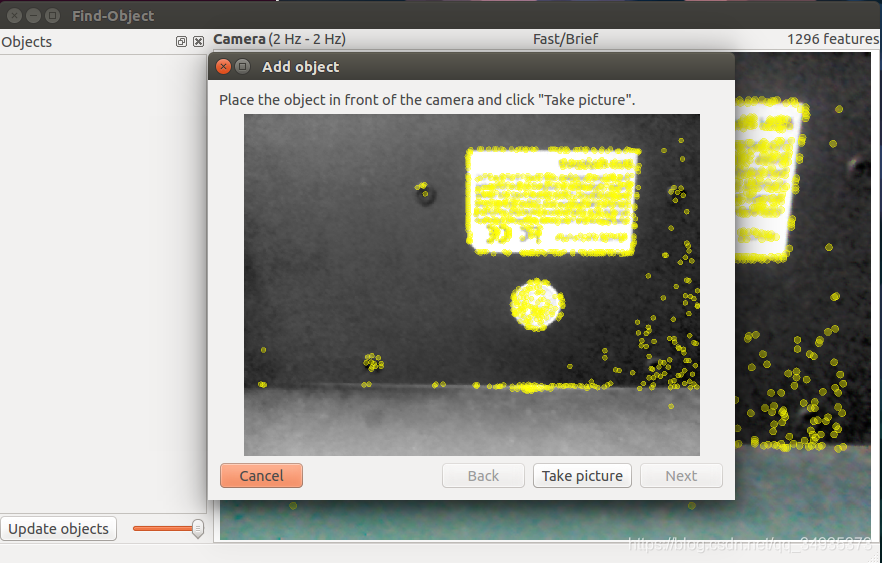 Find-Object
Objects
Camera (2 Hz - 2 Hz) Fast/Brief 1296 features
Add object
Place the object in front of the camera and click "Take picture".
Cancel Back Take picture Next
Update objects
https://blog.csdn.net/qq_34935373